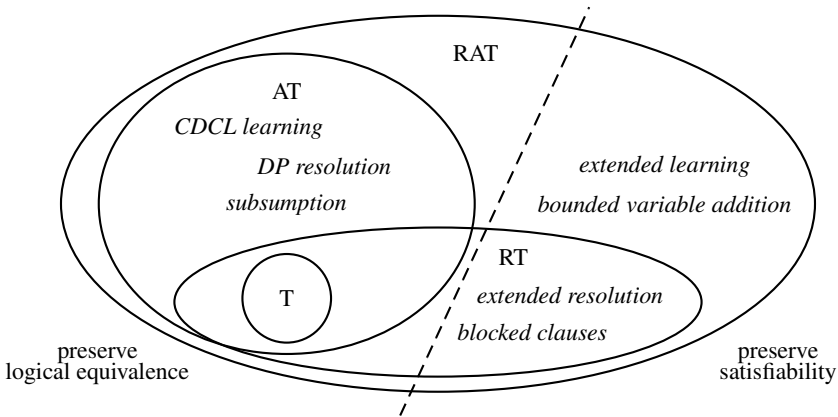 RAT
AT
CDCL learning
DP resolution
subsumption
extended learning
bounded variable addition
RT
T
extended resolution
blocked clauses
preserve
logical equivalence
preserve
satisfiability